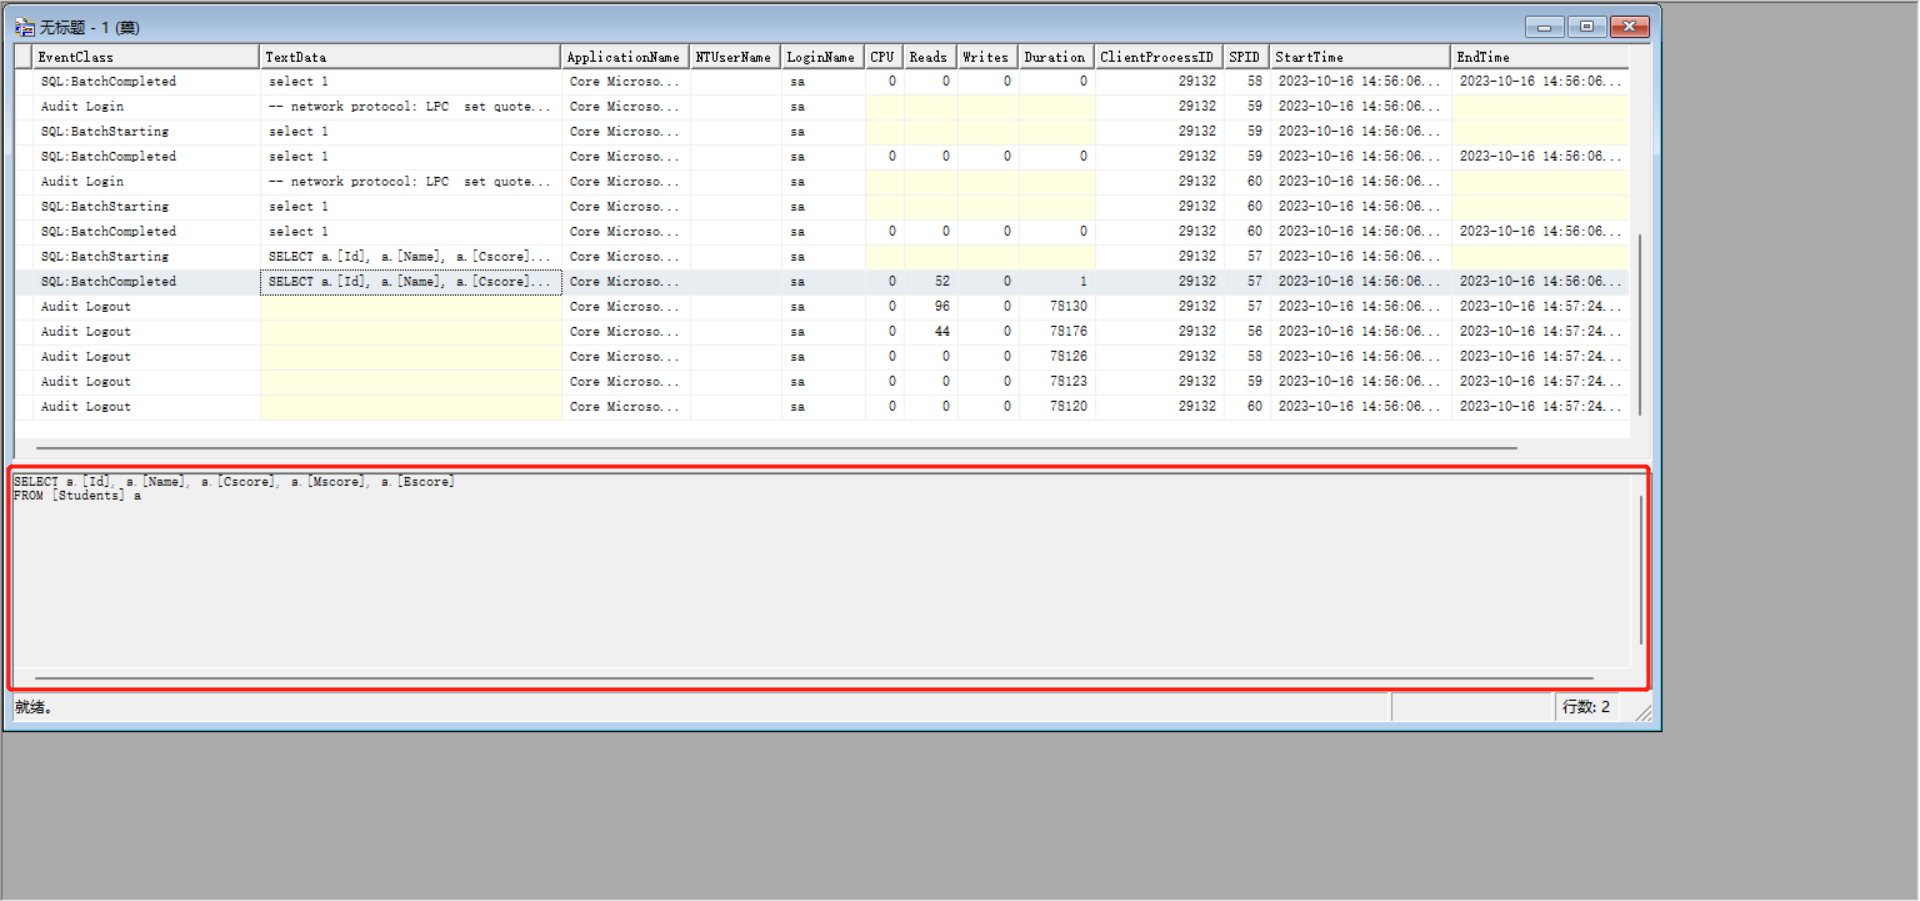 无标题 - 1 (蘡)
EventClass TextData ApplicationName NTUserName LoginName CPU Reads Writes Duration ClientProcessID SPID StartTime EndTime
SQL:BatchCompleted select 1 Core Microso... sa 0 0 0 0 29132 58 2023-10-16 14:56:06... 2023-10-16 14:56:06...
Audit Login -- network protocol: LPC set quote... Core Microso... sa 29132 59 2023-10-16 14:56:06...
SQL:BatchStarting select 1 Core Microso... sa 29132 59 2023-10-16 14:56:06...
SQL:BatchCompleted select 1 Core Microso... sa 0 0 0 0 29132 59 2023-10-16 14:56:06... 2023-10-16 14:56:06...
Audit Login -- network protocol: LPC set quote... Core Microso... sa 29132 60 2023-10-16 14:56:06...
SQL:BatchStarting select 1 Core Microso... sa 29132 60 2023-10-16 14:56:06...
SQL:BatchCompleted select 1 Core Microso... sa 0 0 0 0 29132 60 2023-10-16 14:56:06... 2023-10-16 14:56:06...
SQL:BatchStarting SELECT a.[Id], a.[Name], a.[Cscore]... Core Microso... sa 29132 57 2023-10-16 14:56:06...
SQL:BatchCompleted SELECT a.[Id], a.[Name], a.[Cscore]... Core Microso... sa 0 52 0 1 29132 57 2023-10-16 14:56:06... 2023-10-16 14:56:06...
Audit Logout Core Microso... sa 0 96 0 78130 29132 57 2023-10-16 14:56:06... 2023-10-16 14:57:24...
Audit Logout Core Microso... sa 0 44 0 78176 29132 56 2023-10-16 14:56:06... 2023-10-16 14:57:24...
Audit Logout Core Microso... sa 0 0 0 78126 29132 58 2023-10-16 14:56:06... 2023-10-16 14:57:24...
Audit Logout Core Microso... sa 0 0 0 78123 29132 59 2023-10-16 14:56:06... 2023-10-16 14:57:24...
Audit Logout Core Microso... sa 0 0 0 78120 29132 60 2023-10-16 14:56:06... 2023-10-16 14:57:24...
SELECT a.[Id], a.[Name], a.[Cscore], a.[Mscore], a.[Escore]
FROM [Students] a
就绪。
行数: 2